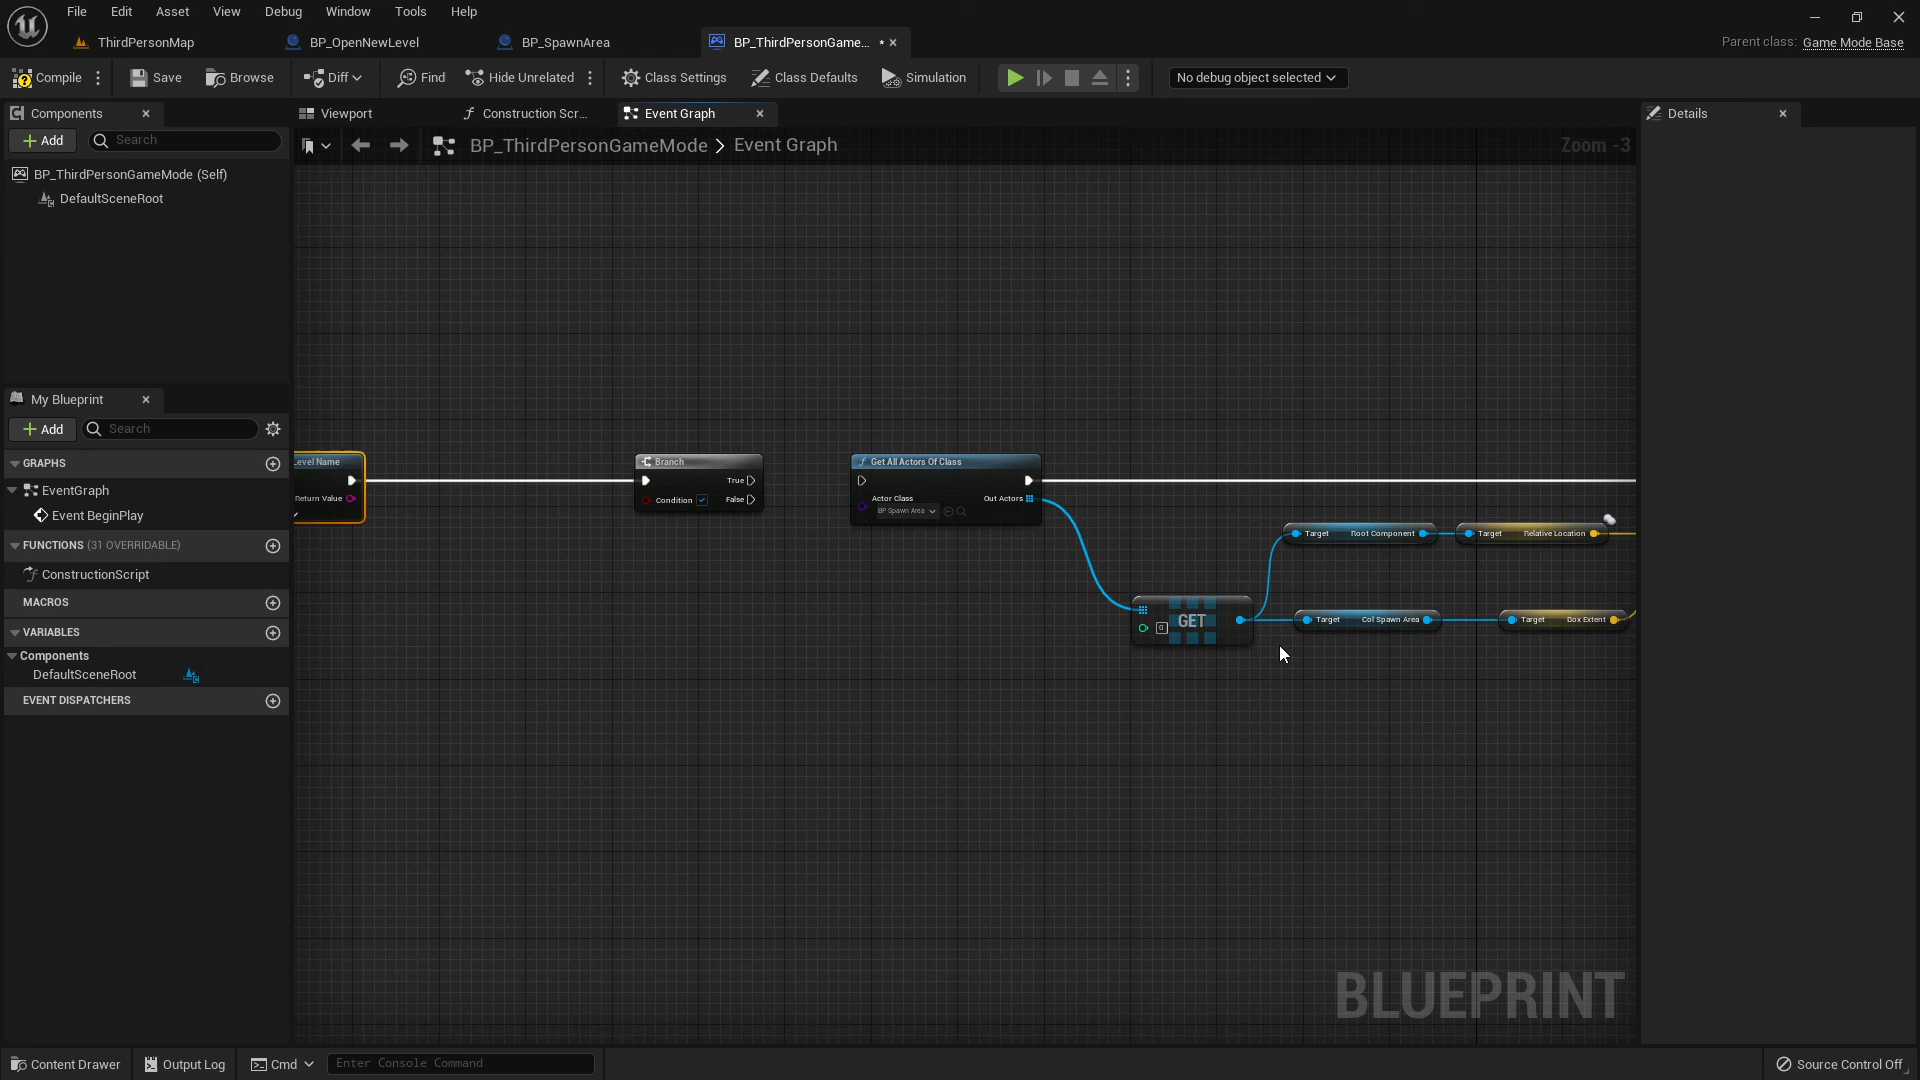 File Edit Asset View Debug Window Tools Help
ThirdPersonMap BP_OpenNewLevel BP_SpawnArea BP_ThirdPersonGame... •
Parent class: Game Mode Base
Compile Save Browse Diff Find Hide Unrelated Class Settings Class Defaults Simulation No debug object selected
Components
Viewport Construction Scr... Event Graph
Details
Add Search
BP_ThirdPersonGameMode > Event Graph
Zoom -3
BP_ThirdPersonGameMode (Self)
DefaultSceneRoot
My Blueprint
Add Search
GRAPHS
EventGraph
Event BeginPlay
FUNCTIONS (31 OVERRIDABLE)
ConstructionScript
MACROS
VARIABLES
Components
DefaultSceneRoot
EVENT DISPATCHERS
Level Name
Return Value
Branch
True
Condition False
Get All Actors Of Class
Actor Class Out Actors
BP Spawn Area
Target Root Component
Target Relative Location
0 GET
Target Col Spawn Area
Target Box Extent
BLUEPRINT
Content Drawer Output Log Cmd Enter Console Command Source Control Off